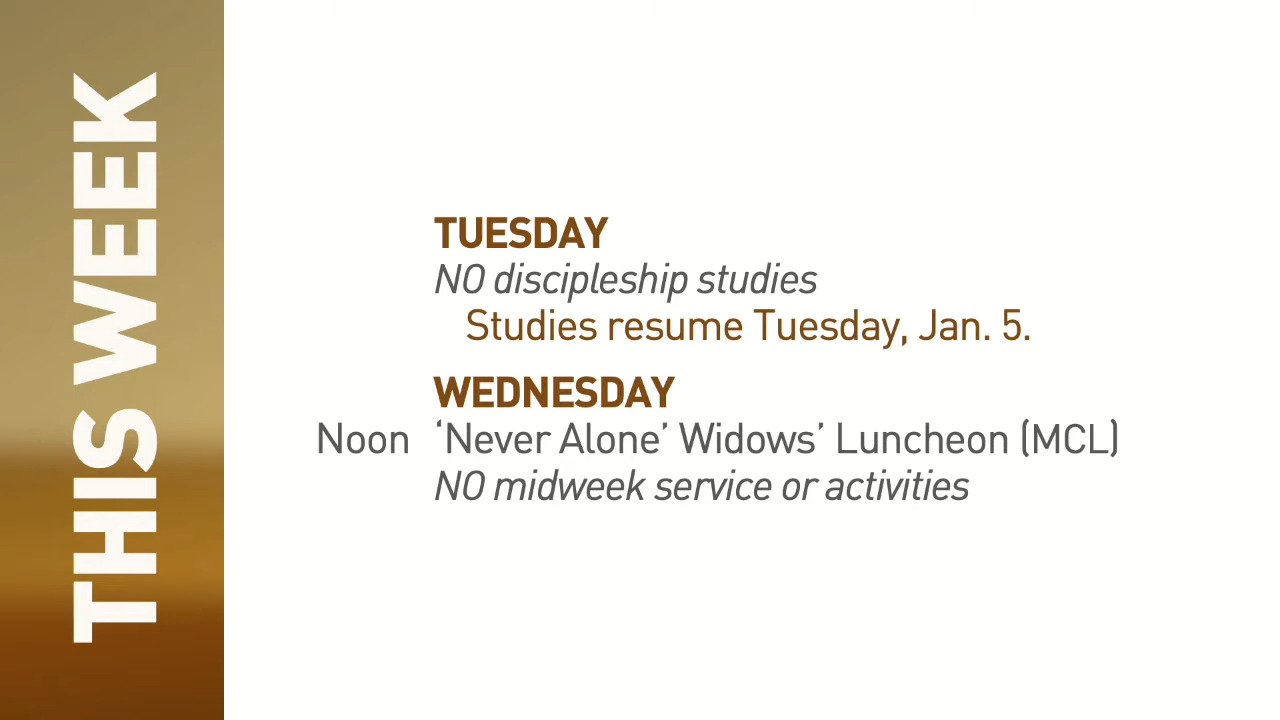 THIS WEEK
TUESDAY
NO discipleship studies
Studies resume Tuesday, Jan. 5.
WEDNESDAY
Noon ‘Never Alone’ Widows’ Luncheon (MCL)
NO midweek service or activities